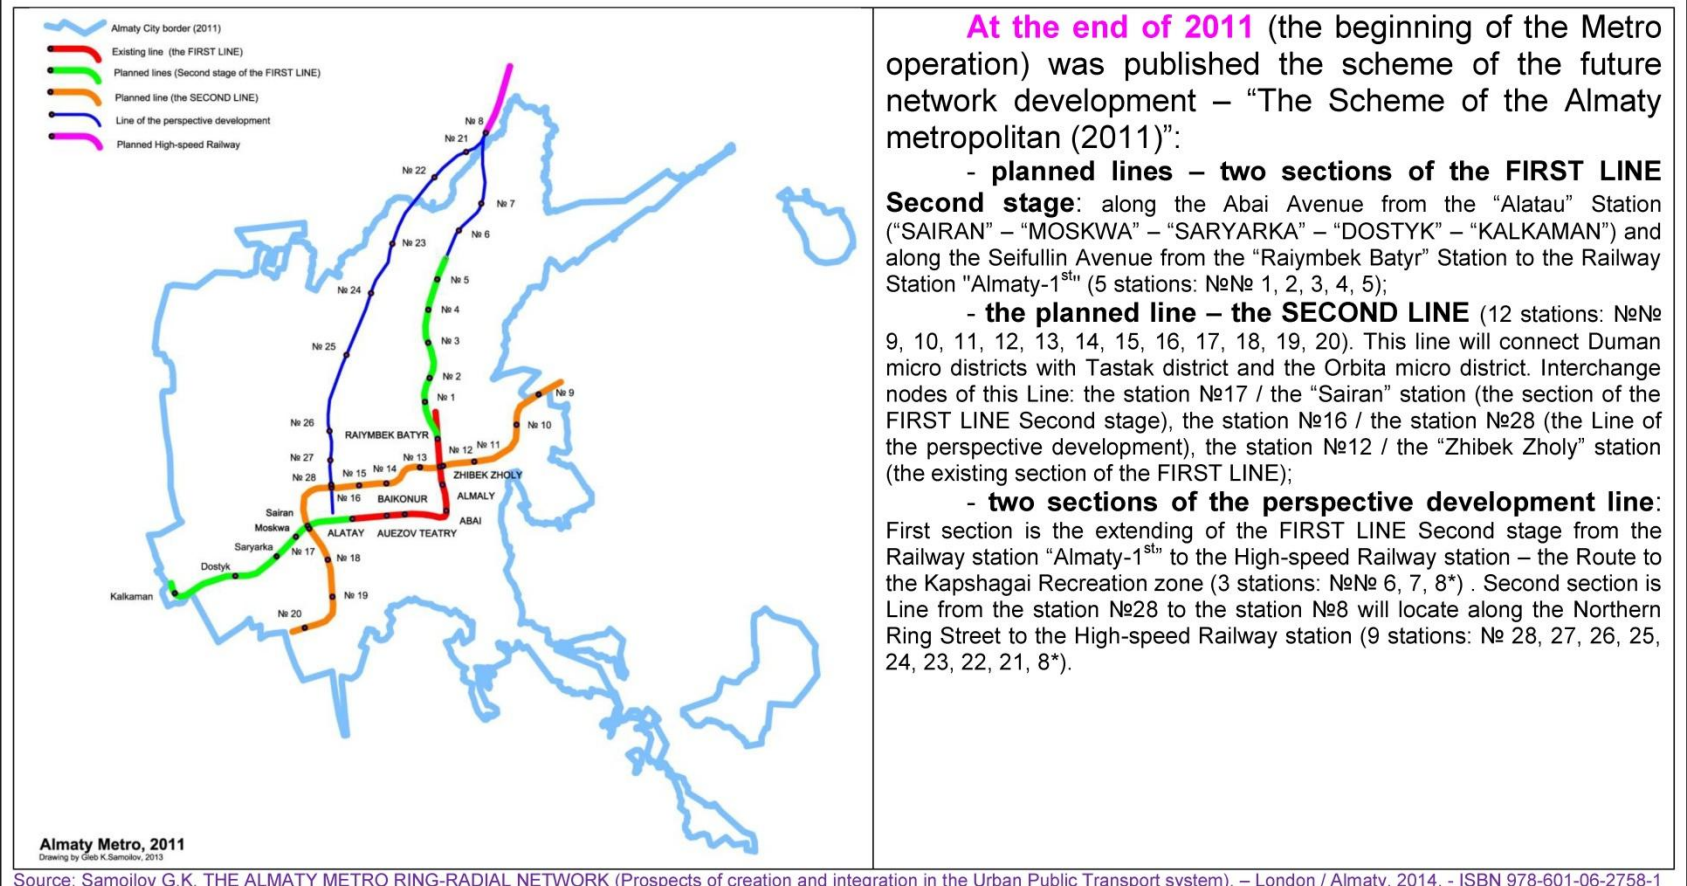 Almaty City border (2011)
Existing line (the FIRST LINE)
Planned lines (Second stage of the FIRST LINE)
Planned line (the SECOND LINE)
Line of the perspective development
Planned High-speed Railway
№ 8
№ 21
№ 22
№ 7
№ 6
№ 23
№ 5
№ 24
№ 4
№ 3
№ 25
№ 2
№ 9
№ 1
№ 26
№ 10
RAIYMBEK BATYR
№ 12
№ 11
№ 27
№ 13
№ 28
№ 15
№ 14
ZHIBEK ZHOLY
№ 16
BAIKONUR
ALMALY
Sairan
ABAI
Moskwa
ALATAY
AUEZOV TEATRY
Saryarka
№ 17
№ 18
Dostyk
Kalkaman
№ 19
№ 20
Almaty Metro, 2011
Drawing by Gleb K.Samoilov, 2013
At the end of 2011 (the beginning of the Metro
operation) was published the scheme of the future
network development – “The Scheme of the Almaty
metropolitan (2011)”:
- planned lines – two sections of the FIRST LINE
Second stage: along the Abai Avenue from the “Alatau” Station
(“SAIRAN” – “MOSKWA” – “SARYARKA” – “DOSTYK” – “KALKAMAN”) and
along the Seifullin Avenue from the “Raiymbek Batyr” Station to the Railway
Station "Almaty-1st" (5 stations: №№ 1, 2, 3, 4, 5);
- the planned line – the SECOND LINE (12 stations: №№
9, 10, 11, 12, 13, 14, 15, 16, 17, 18, 19, 20). This line will connect Duman
micro districts with Tastak district and the Orbita micro district. Interchange
nodes of this Line: the station №17 / the “Sairan” station (the section of the
FIRST LINE Second stage), the station №16 / the station №28 (the Line of
the perspective development), the station №12 / the “Zhibek Zholy” station
(the existing section of the FIRST LINE);
- two sections of the perspective development line:
First section is the extending of the FIRST LINE Second stage from the
Railway station “Almaty-1st” to the High-speed Railway station – the Route to
the Kapshagai Recreation zone (3 stations: №№ 6, 7, 8*) . Second section is
Line from the station №28 to the station №8 will locate along the Northern
Ring Street to the High-speed Railway station (9 stations: № 28, 27, 26, 25,
24, 23, 22, 21, 8*).
Source: Samoilov G.K. THE ALMATY METRO RING-RADIAL NETWORK (Prospects of creation and integration in the Urban Public Transport system). – London / Almaty, 2014. - ISBN 978-601-06-2758-1